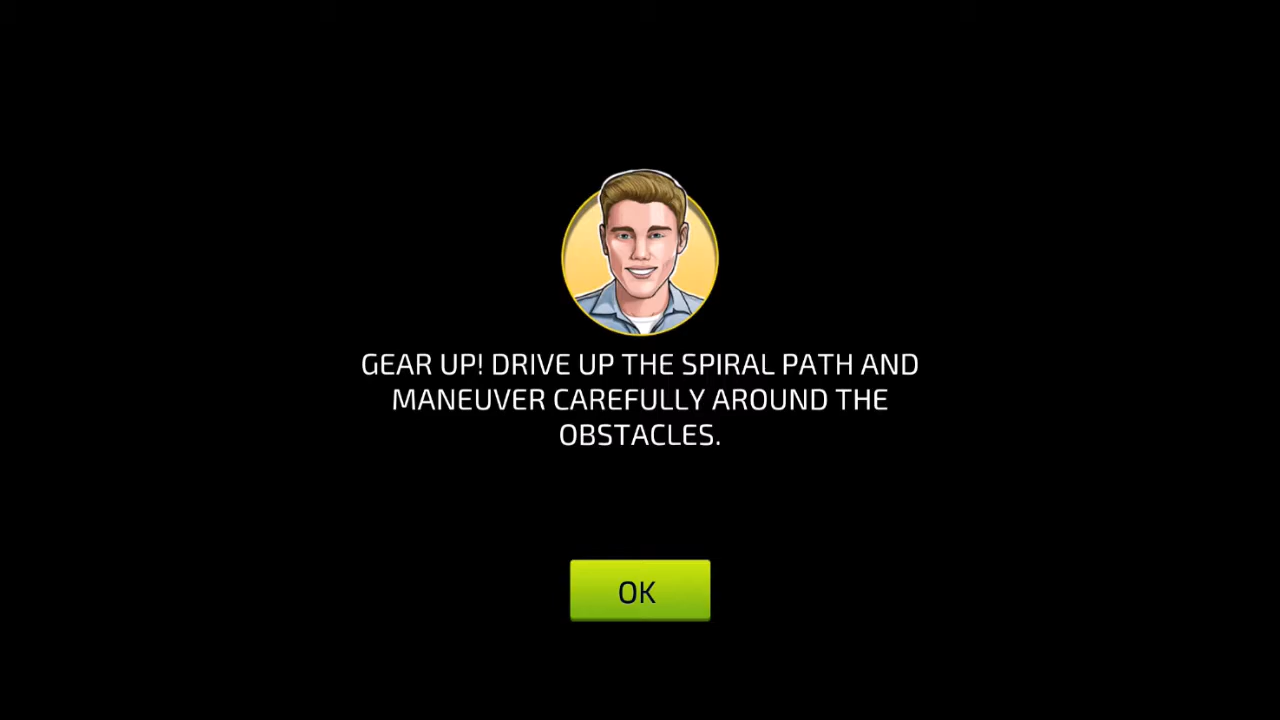 GEAR UP! DRIVE UP THE SPIRAL PATH AND
MANEUVER CAREFULLY AROUND THE
OBSTACLES.
OK